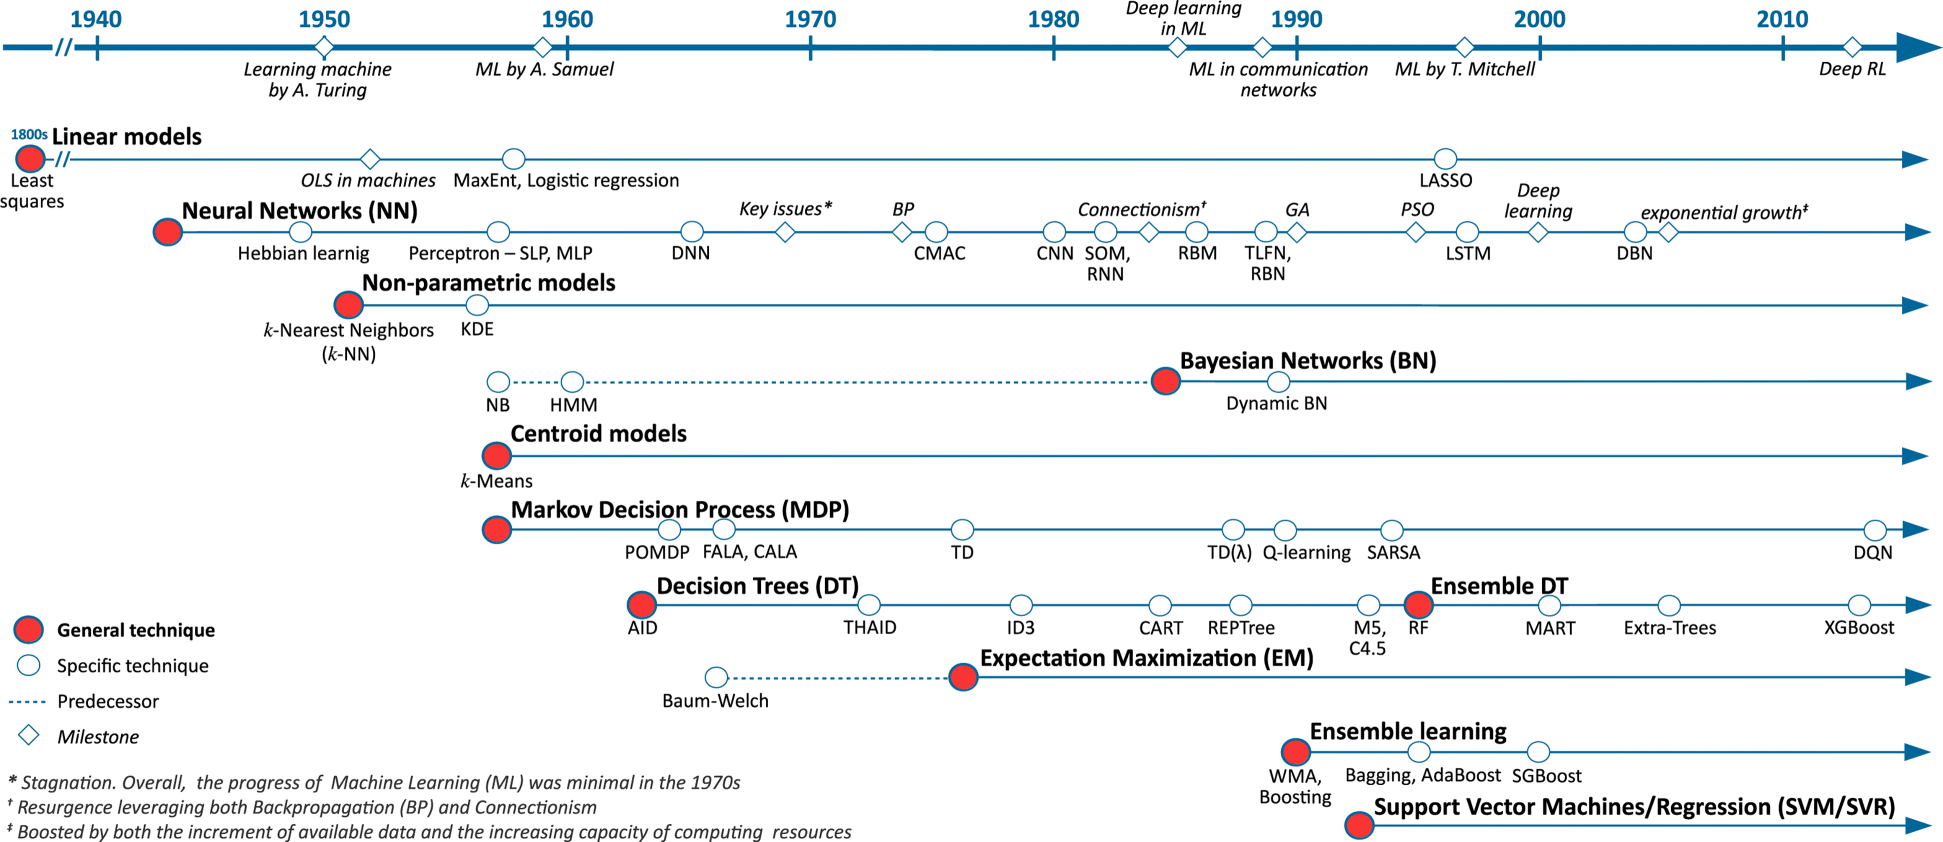 1940 1950 1960 1970 1980 1990 2000 2010
Deep learning
in ML
Learning machine
by A. Turing
ML by A. Samuel
ML in communication
networks
ML by T. Mitchell
Deep RL
1800s Linear models
Least
squares
OLS in machines
MaxEnt, Logistic regression
LASSO
Neural Networks (NN)
Key issues*
BP
Connectionism†
GA
PSO
Deep
learning
exponential growth‡
Hebbian learnig
Perceptron – SLP, MLP
DNN
CMAC
CNN
SOM,
RNN
RBM
TLFN,
RBN
LSTM
DBN
Non-parametric models
k-Nearest Neighbors
(k-NN)
KDE
Bayesian Networks (BN)
NB
HMM
Dynamic BN
Centroid models
k-Means
Markov Decision Process (MDP)
POMDP
FALA, CALA
TD
TD(λ)
Q-learning
SARSA
DQN
Decision Trees (DT)
Ensemble DT
AID
THAID
ID3
CART
REPTree
M5,
C4.5
RF
MART
Extra-Trees
XGBoost
Expectation Maximization (EM)
Baum-Welch
Ensemble learning
WMA,
Boosting
Bagging, AdaBoost
SGBoost
Support Vector Machines/Regression (SVM/SVR)
General technique
Specific technique
Predecessor
Milestone
* Stagnation. Overall, the progress of Machine Learning (ML) was minimal in the 1970s
† Resurgence leveraging both Backpropagation (BP) and Connectionism
‡ Boosted by both the increment of available data and the increasing capacity of computing resources